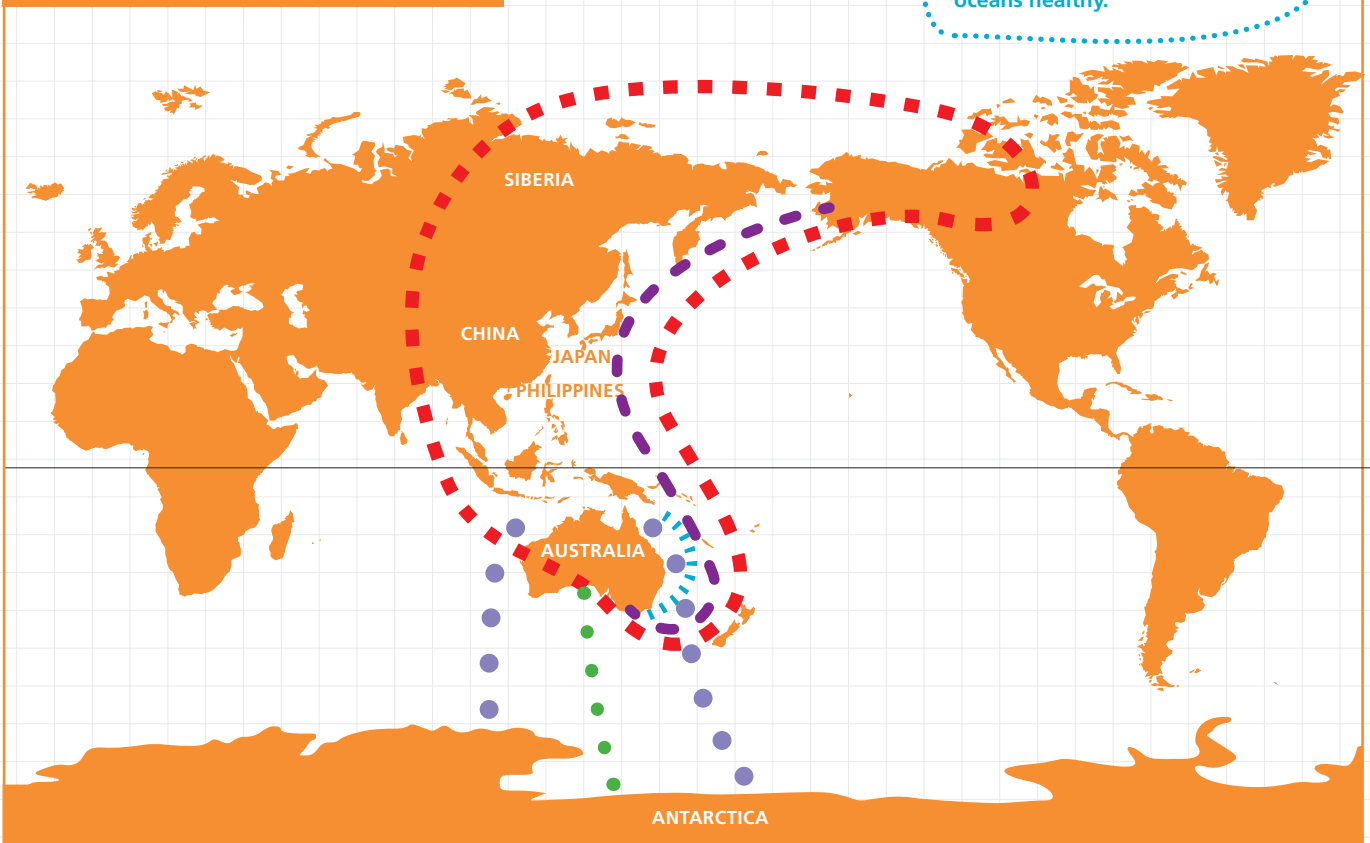 oceans healthy.
SIBERIA
CHINA
JAPAN
PHILIPPINES
AUSTRALIA
ANTARCTICA